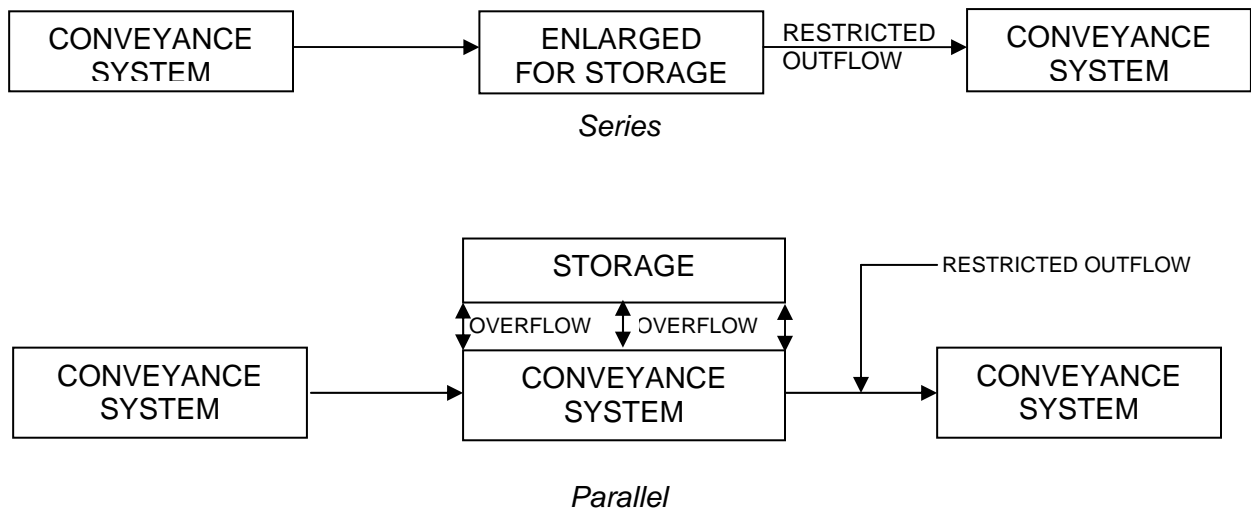 CONVEYANCE
SYSTEM
ENLARGED
FOR STORAGE
RESTRICTED
OUTFLOW
CONVEYANCE
SYSTEM
Series
STORAGE
RESTRICTED OUTFLOW
OVERFLOW
OVERFLOW
CONVEYANCE
SYSTEM
CONVEYANCE
SYSTEM
CONVEYANCE
SYSTEM
Parallel